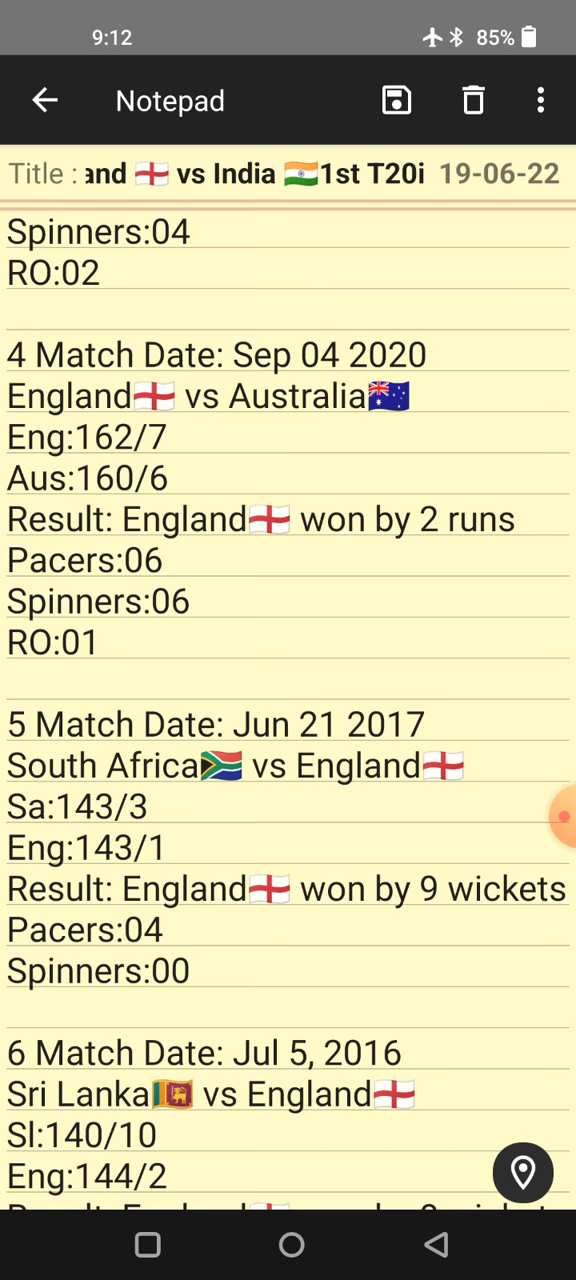 9:12 85%
Notepad
Title : and 🏴󠁧󠁢󠁥󠁮󠁧󠁿 vs India 🇮🇳1st T20i 19-06-22
Spinners:04
RO:02
4 Match Date: Sep 04 2020
England🏴󠁧󠁢󠁥󠁮󠁧󠁿 vs Australia🇦🇺
Eng:162/7
Aus:160/6
Result: England🏴󠁧󠁢󠁥󠁮󠁧󠁿 won by 2 runs
Pacers:06
Spinners:06
RO:01
5 Match Date: Jun 21 2017
South Africa🇿🇦 vs England🏴󠁧󠁢󠁥󠁮󠁧󠁿
Sa:143/3
Eng:143/1
Result: England🏴󠁧󠁢󠁥󠁮󠁧󠁿 won by 9 wickets
Pacers:04
Spinners:00
6 Match Date: Jul 5, 2016
Sri Lanka🇱🇰 vs England🏴󠁧󠁢󠁥󠁮󠁧󠁿
Sl:140/10
Eng:144/2